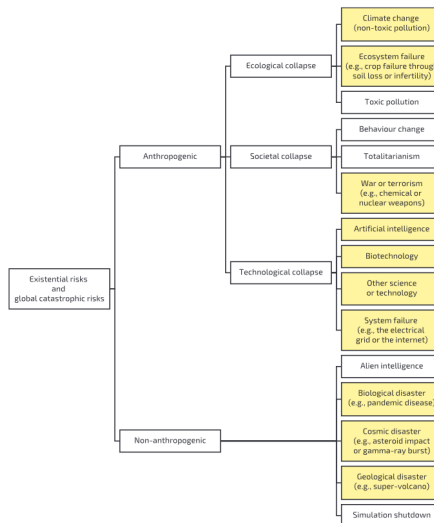 Climate change
(non-toxic pollution)
Ecosystem failure
(e.g., crop failure through
soil loss or infertility)
Ecological collapse
Toxic pollution
Behaviour change
Anthropogenic
Societal collapse
Totalitarianism
War or terrorism
(e.g., chemical or
nuclear weapons)
Artificial intelligence
Biotechnology
Technological collapse
Other science
or technology
Existential risks
and
global catastrophic risks
System failure
(e.g., the electrical
grid or the internet)
Alien intelligence
Biological disaster
(e.g., pandemic disease)
Non-anthropogenic
Cosmic disaster
(e.g., asteroid impact
or gamma-ray burst)
Geological disaster
(e.g., super-volcano)
Simulation shutdown